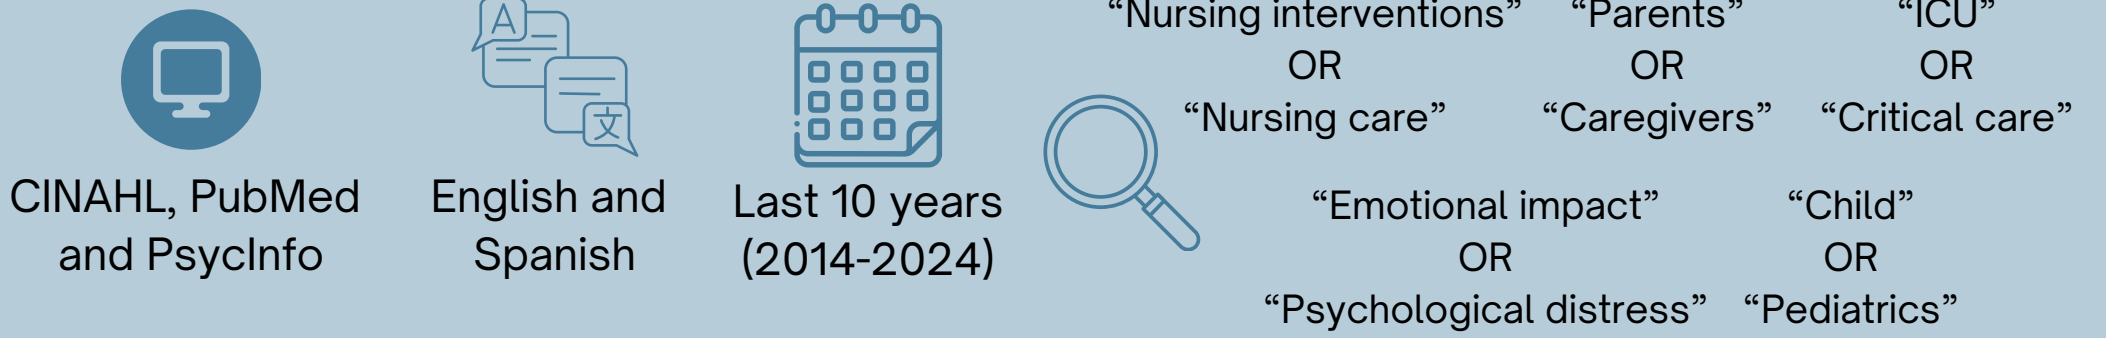 A
文
CINAHL, PubMed
and PsycInfo
English and
Spanish
Last 10 years
(2014-2024)
“Nursing interventions”
OR
“Nursing care”
“Parents”
OR
“Caregivers”
“ICU”
OR
“Critical care”
“Emotional impact”
OR
“Psychological distress”
“Child”
OR
“Pediatrics”